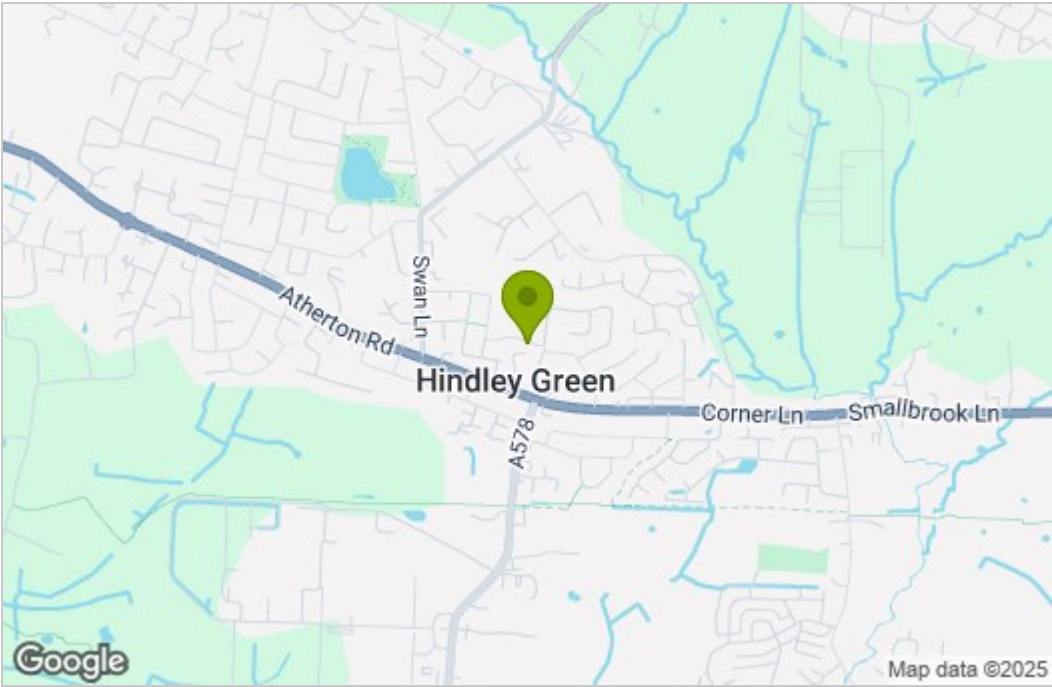 Swan Ln
Atherton Rd
Hindley Green
Corner Ln
Smallbrook Ln
A578
Google
Map data ©2025